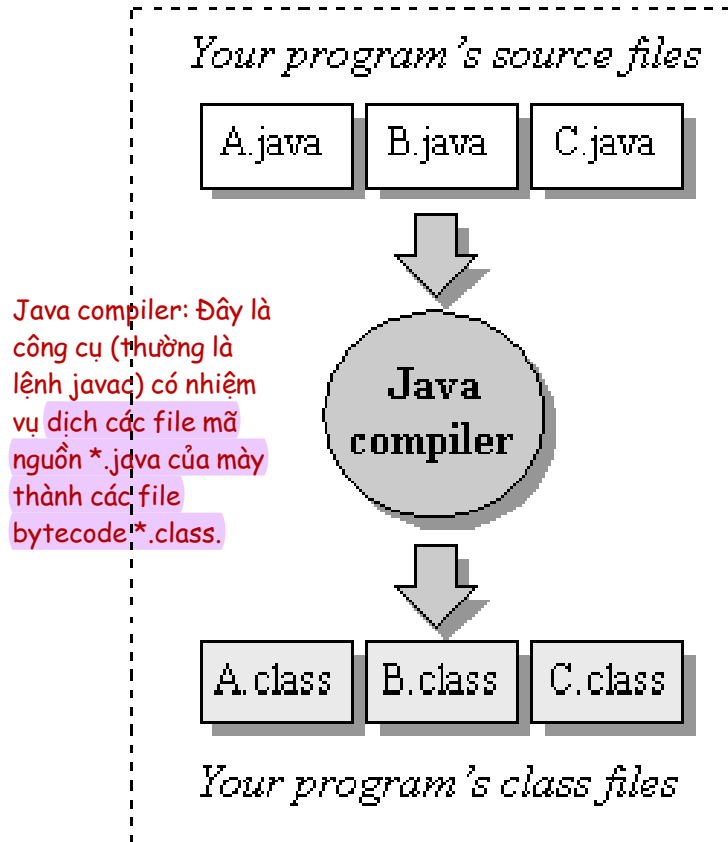 Your program's source files
A.java B.java C.java
Java compiler: Đây là
công cụ (thường là
lệnh javac) có nhiệm
vụ dịch các file mã
nguồn *.java của mày
thành các file
bytecode *.class.
Java
compiler
A.class B.class C.class
Your program's class files